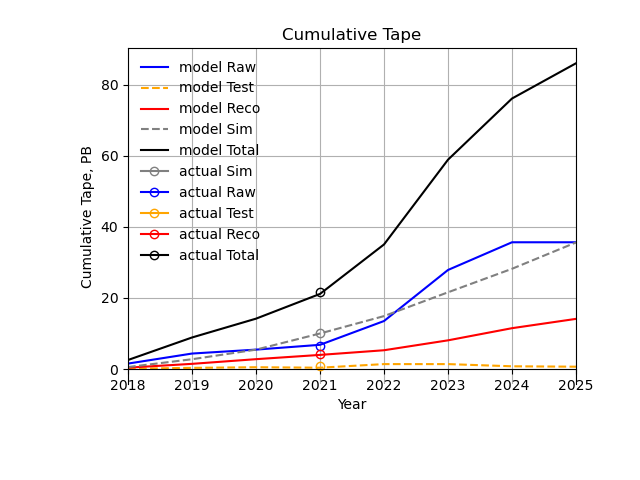 Cumulative Tape
model Raw
model Test
model Reco
model Sim
model Total
actual Sim
actual Raw
actual Test
actual Reco
actual Total
Cumulative Tape, PB
80
60
40
20
0
2018 2019 2020 2021 2022 2023 2024 2025
Year